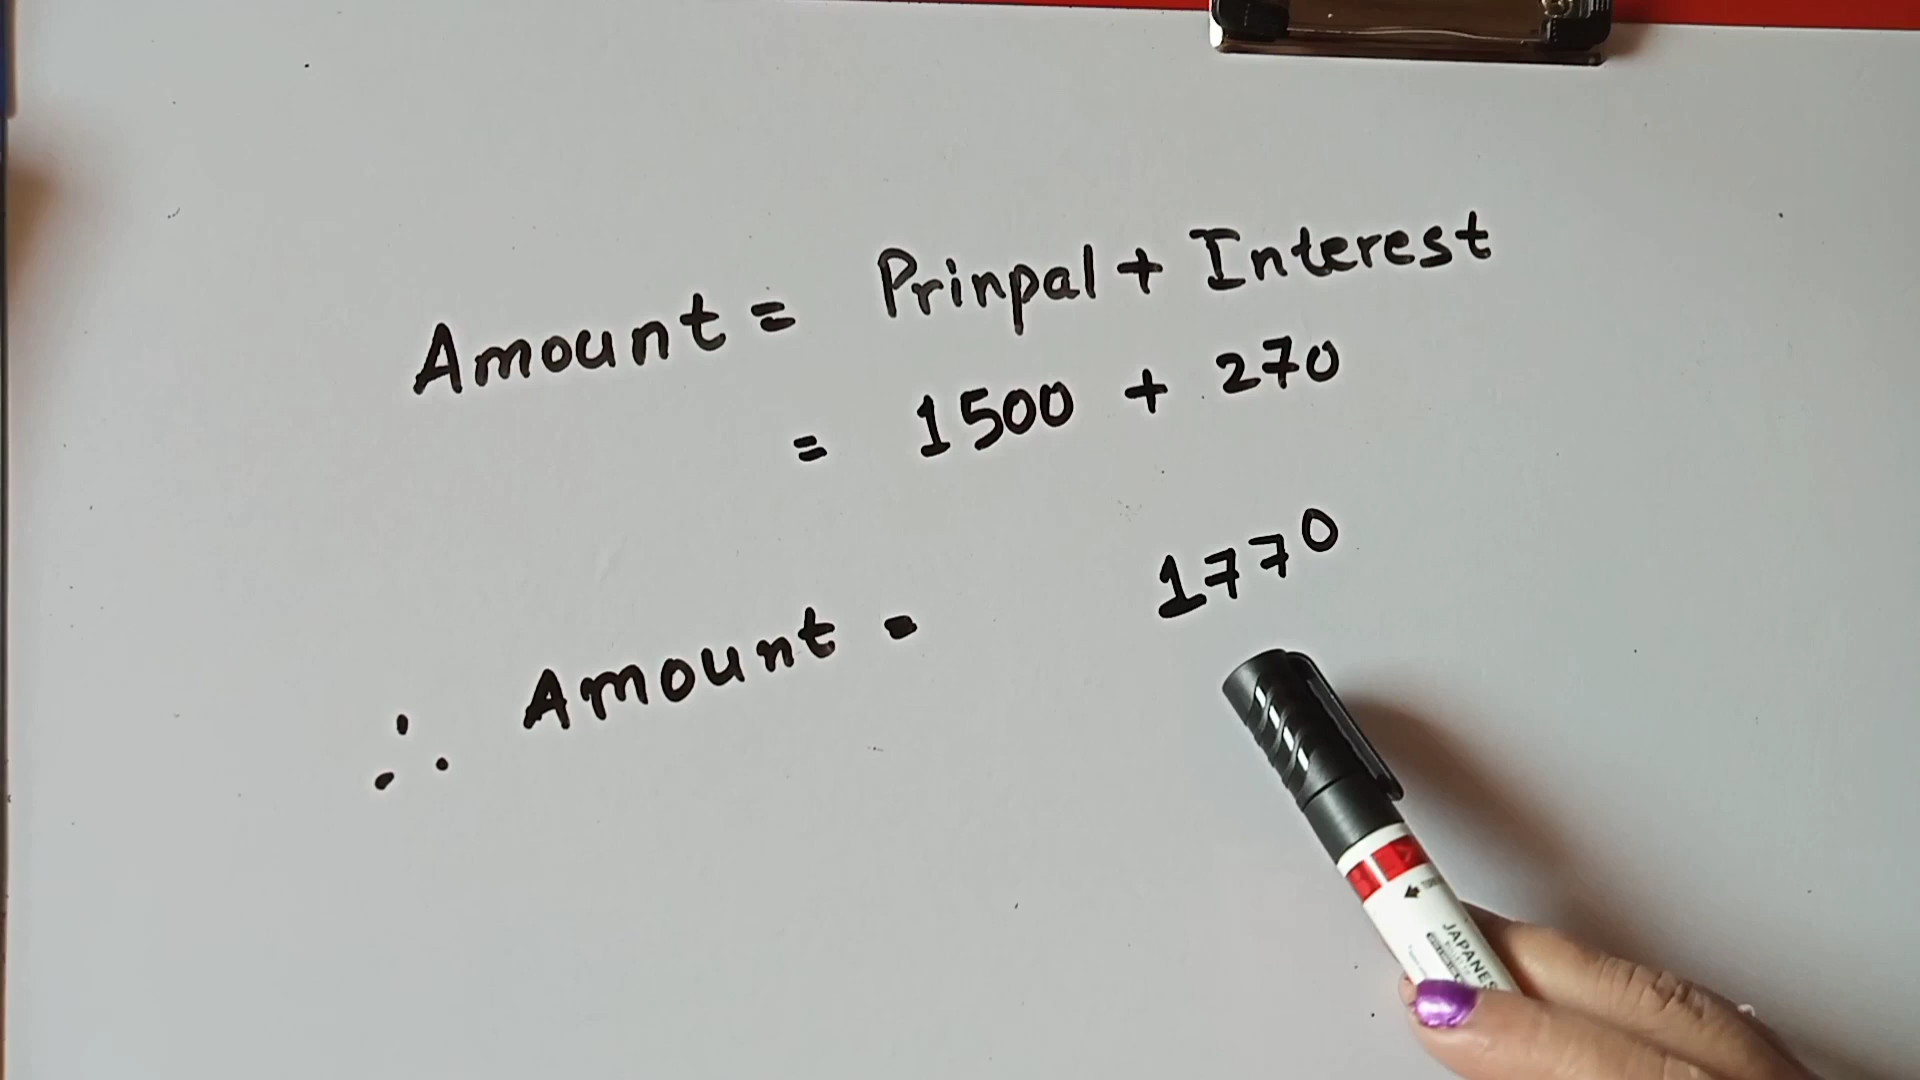 Amount = Prinpal + Interest
= 1500 + 270
∴ Amount = 1770